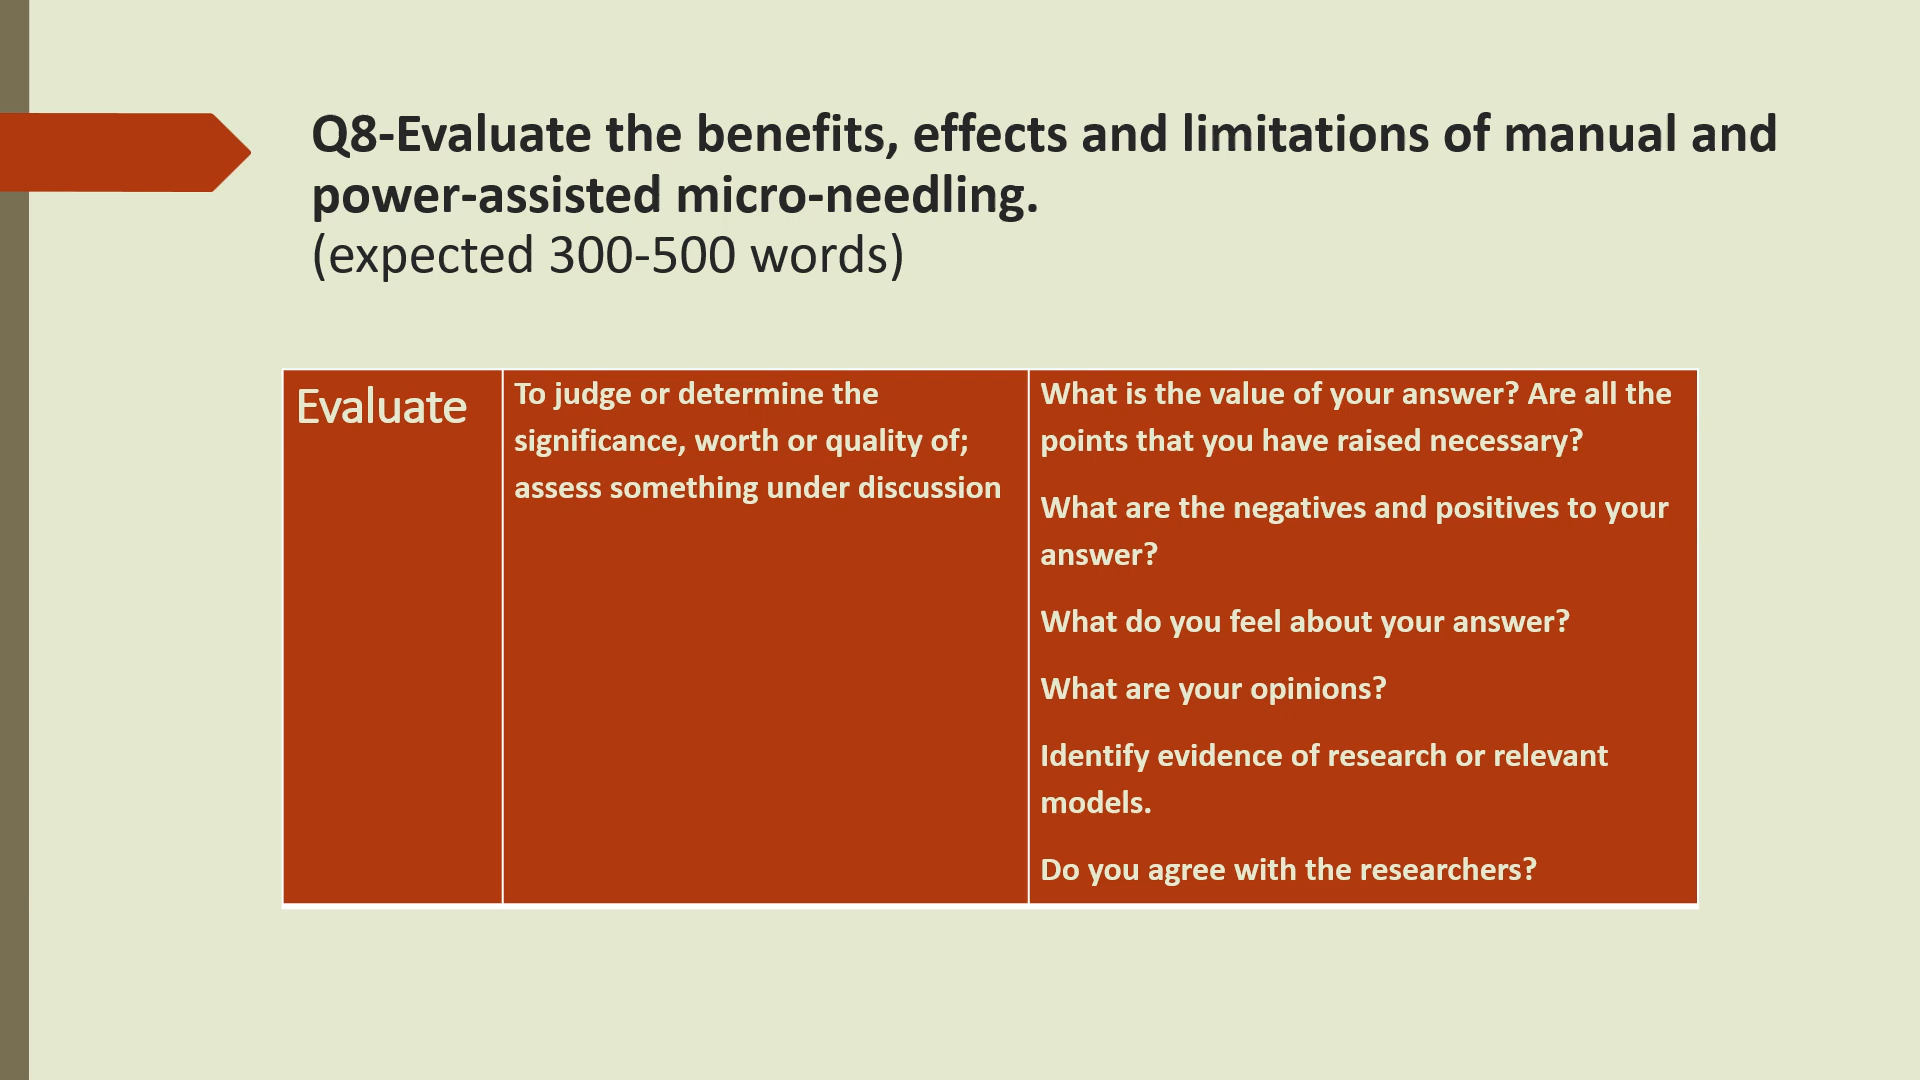 Q8-Evaluate the benefits, effects and limitations of manual and
power-assisted micro-needling.
(expected 300-500 words)
Evaluate
To judge or determine the
significance, worth or quality of;
assess something under discussion
What is the value of your answer? Are all the
points that you have raised necessary?
What are the negatives and positives to your
answer?
What do you feel about your answer?
What are your opinions?
Identify evidence of research or relevant
models.
Do you agree with the researchers?